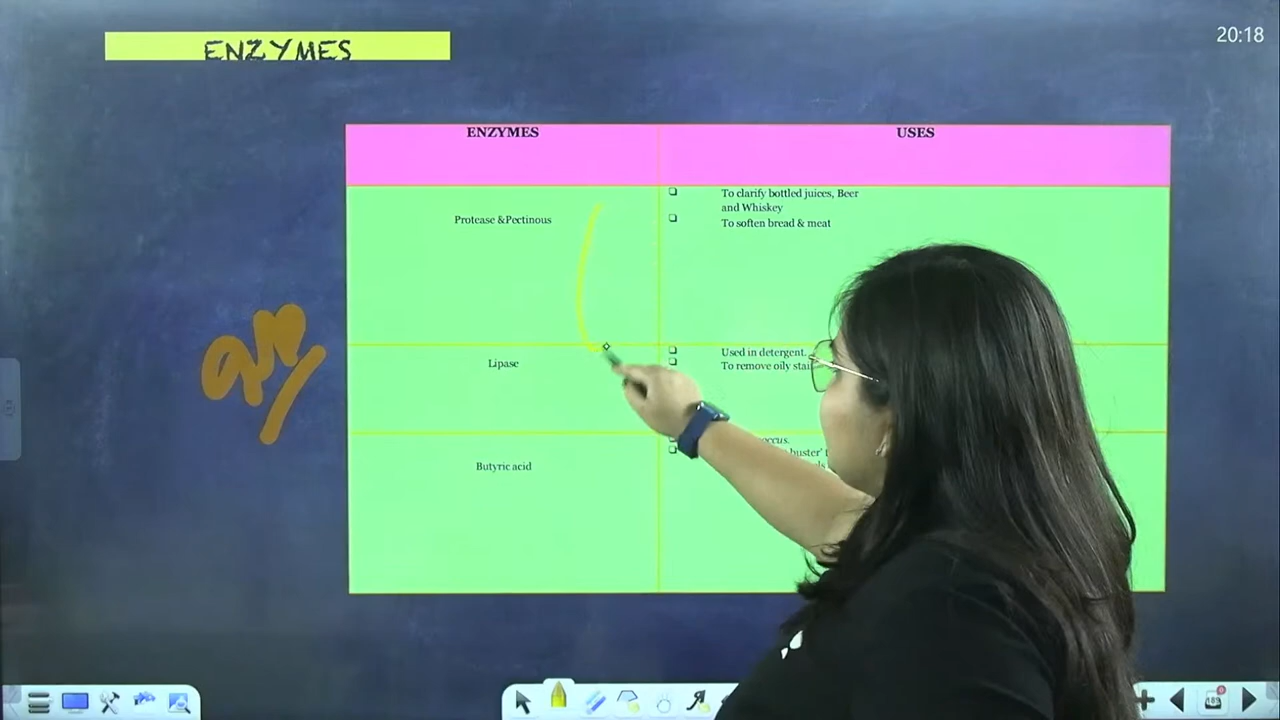 20:18
ENZYMES
ENZYMES
USES
Protease &Pectinous
To clarify bottled juices, Beer
and Whiskey
To soften bread & meat
Lipase
Used in detergent.
To remove oily
Butyric acid
buster'